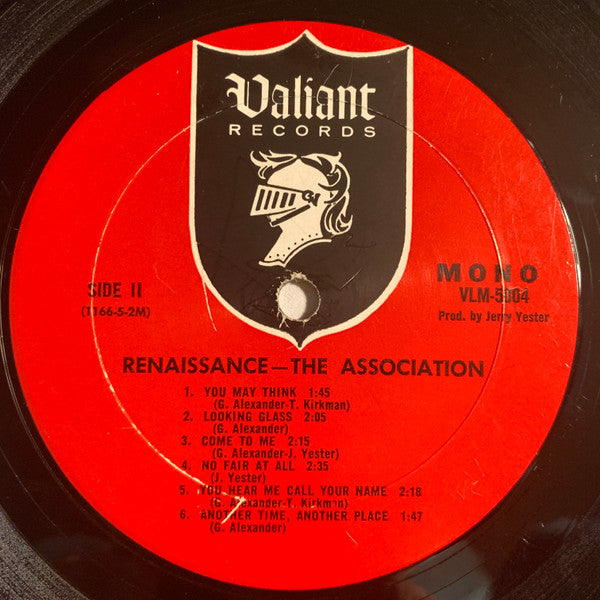 Valiant
RECORDS
SIDE II
(1166-5-2M)
MONO
VLM-5004
Prod. by Jerry Yester
RENAISSANCE—THE ASSOCIATION
1. YOU MAY THINK 1:45
(G. Alexander-T. Kirkman)
2. LOOKING GLASS 2:05
(G. Alexander)
3. COME TO ME 2:15
(G. Alexander-J. Yester)
4. NO FAIR AT ALL 2:35
(J. Yester)
5. YOU HEAR ME CALL YOUR NAME 2:18
(G. Alexander-T. Kirkman)
6. ANOTHER TIME, ANOTHER PLACE 1:47
(G. Alexander)